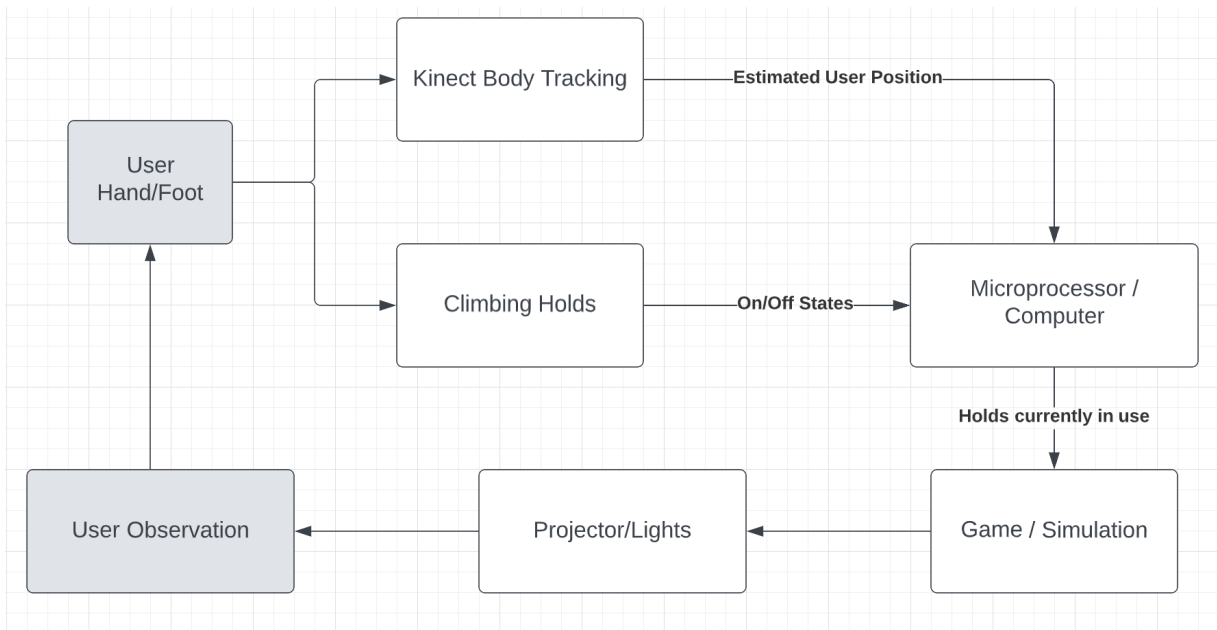 Kinect Body Tracking
Estimated User Position
User
Hand/Foot
Climbing Holds
On/Off States
Microprocessor /
Computer
Holds currently in use
User Observation
Projector/Lights
Game / Simulation